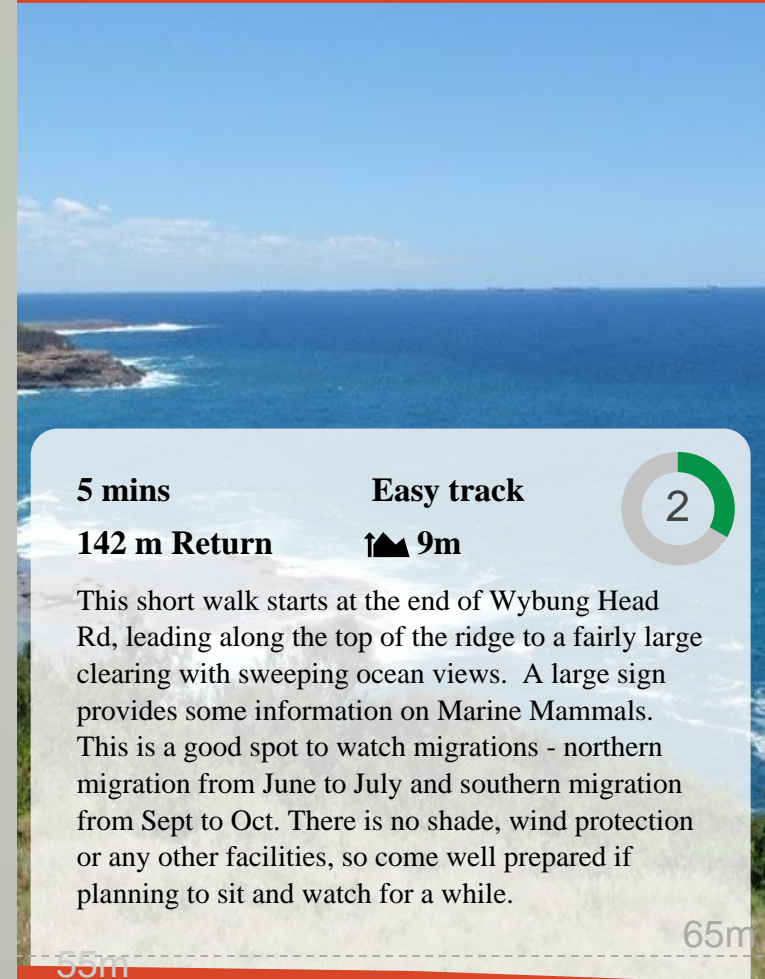 5 mins Easy track 2
142 m Return 9m
This short walk starts at the end of Wybung Head
Rd, leading along the top of the ridge to a fairly large
clearing with sweeping ocean views.  A large sign
provides some information on Marine Mammals.
This is a good spot to watch migrations - northern
migration from June to July and southern migration
from Sept to Oct. There is no shade, wind protection
or any other facilities, so come well prepared if
planning to sit and watch for a while.
65m
55m